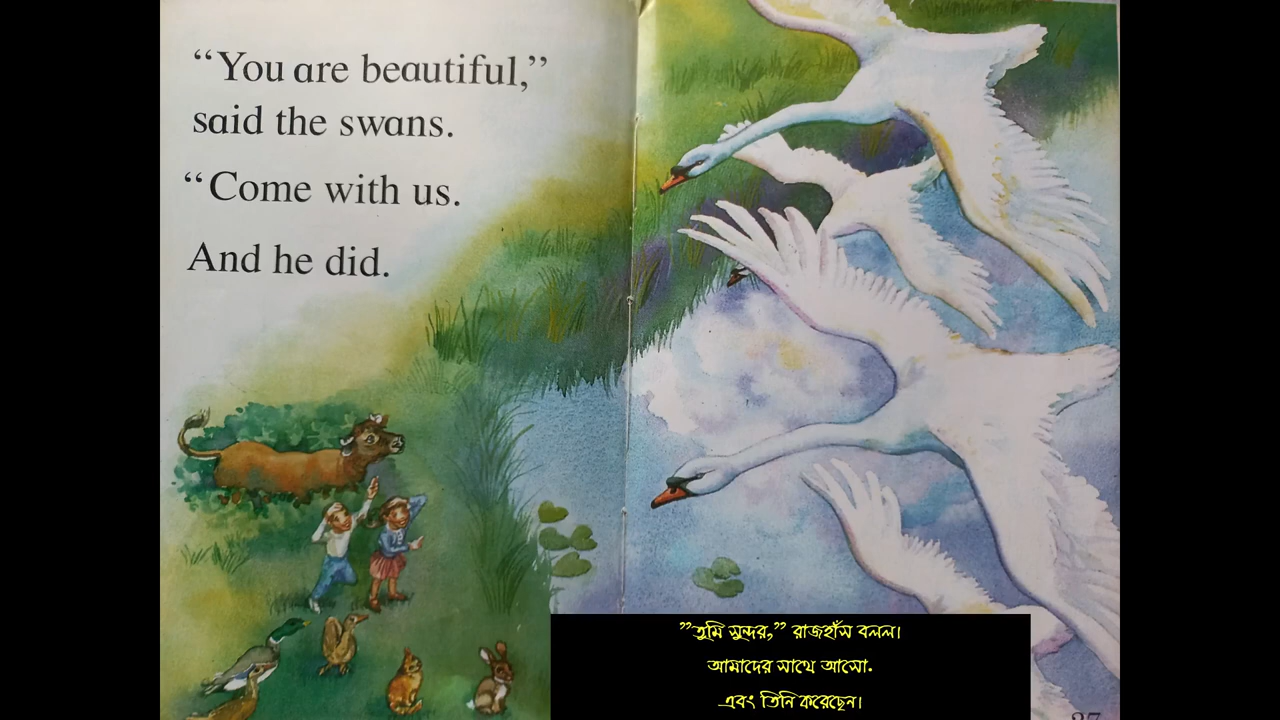 “You are beautiful,”
said the swans.
“Come with us.
And he did.
”তুমি সুন্দর,” রাজহাঁস বলল।
আমাদের সাথে আসো.
এবং তিনি করেছেন।